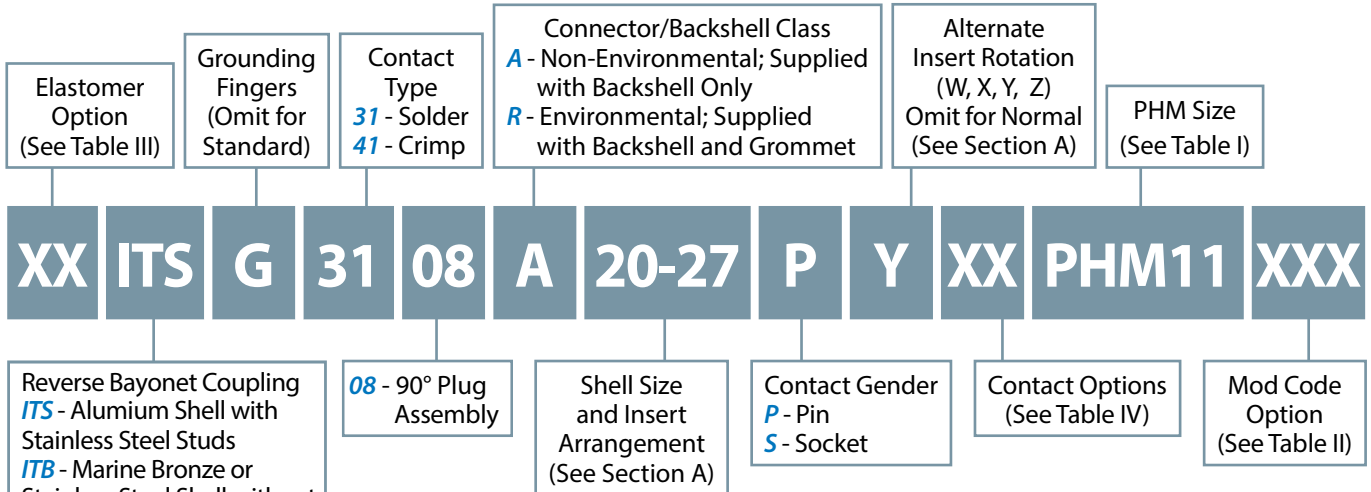 Elastomer
Option
(See Table III)
Grounding
Fingers
(Omit for
Standard)
Contact
Type
31 - Solder
41 - Crimp
Connector/Backshell Class
A - Non-Environmental; Supplied
with Backshell Only
R - Environmental; Supplied
with Backshell and Grommet
Alternate
Insert Rotation
(W, X, Y, Z)
Omit for Normal
(See Section A)
PHM Size
(See Table I)
XX ITS G 31 08 A 20-27 P Y XX PHM11 XXX
Reverse Bayonet Coupling
ITS - Alumium Shell with
Stainless Steel Studs
ITB - Marine Bronze or
Stainless Steel Shell without
08 - 90° Plug
Assembly
Shell Size
and Insert
Arrangement
(See Section A)
Contact Gender
P - Pin
S - Socket
Contact Options
(See Table IV)
Mod Code
Option
(See Table II)